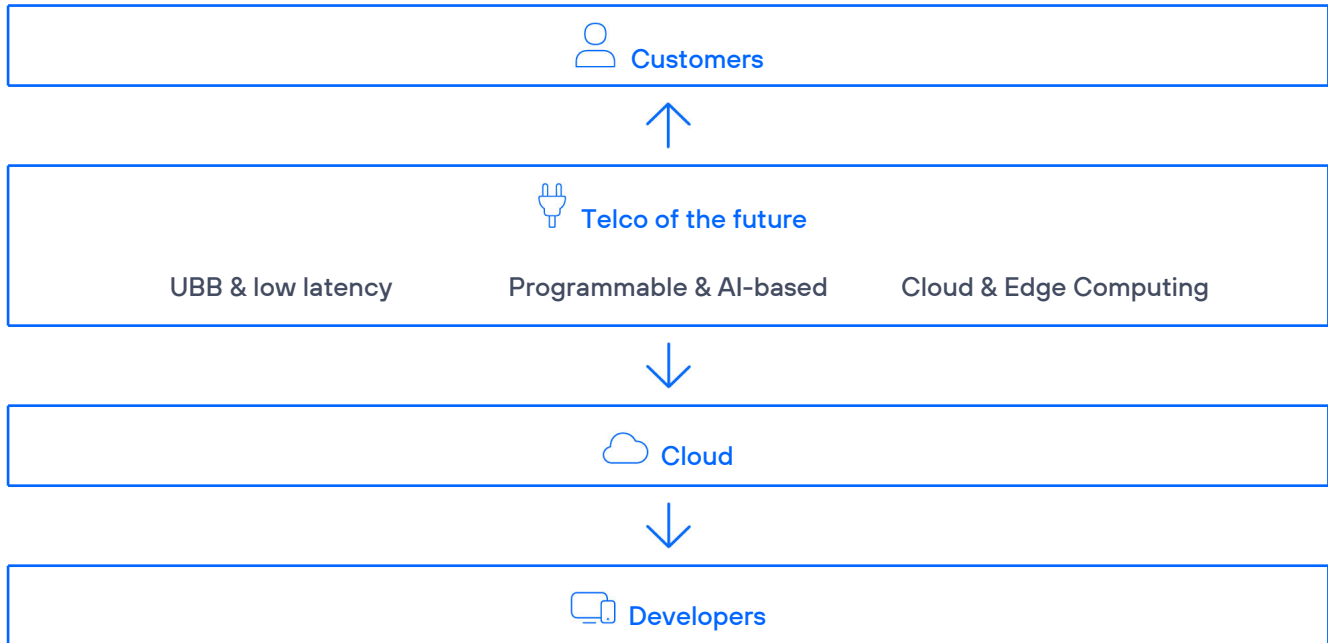 Customers
Telco of the future
UBB & low latency
Programmable & AI-based
Cloud & Edge Computing
Cloud
Developers